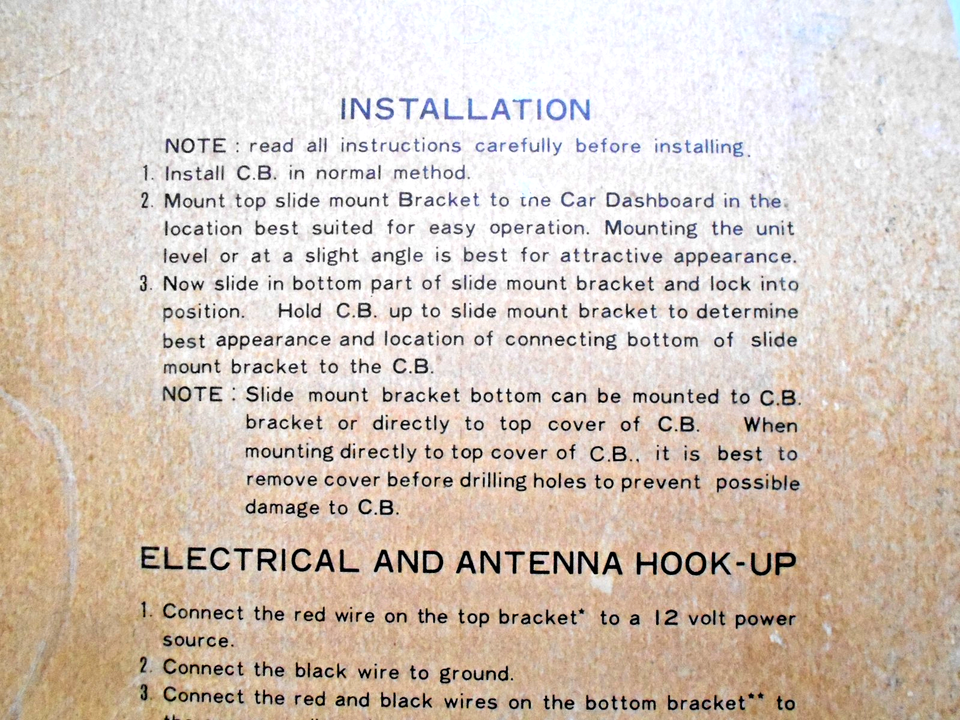 INSTALLATION
NOTE : read all instructions carefully before installing.
1. Install C.B. in normal method.
2. Mount top slide mount Bracket to the Car Dashboard in the
location best suited for easy operation. Mounting the unit
level or at a slight angle is best for attractive appearance.
3. Now slide in bottom part of slide mount bracket and lock into
position. Hold C.B. up to slide mount bracket to determine
best appearance and location of connecting bottom of slide
mount bracket to the C.B.
NOTE : Slide mount bracket bottom can be mounted to C.B.
bracket or directly to top cover of C.B. When
mounting directly to top cover of C.B., it is best to
remove cover before drilling holes to prevent possible
damage to C.B.
ELECTRICAL AND ANTENNA HOOK-UP
1. Connect the red wire on the top bracket* to a 12 volt power
source.
2. Connect the black wire to ground.
3. Connect the red and black wires on the bottom bracket** to